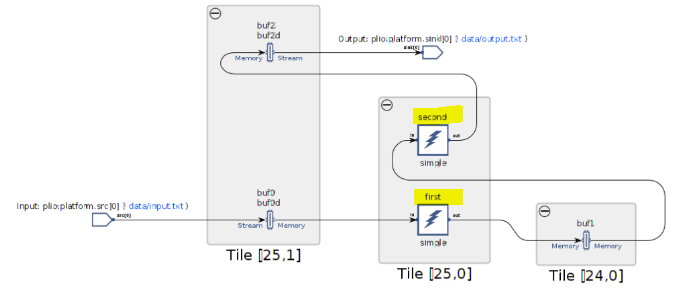 buf2
buf2d
Memory Stream
Output: plio:platform.sink[0] ( data/output.txt )
sink[0]
second
in out
simple
Input: plio:platform.src[0] ( data/input.txt )
src[0]
buf0
buf0d
Stream Memory
Tile [25,1]
first
in out
simple
Tile [25,0]
buf1
Memory Memory
Tile [24,0]